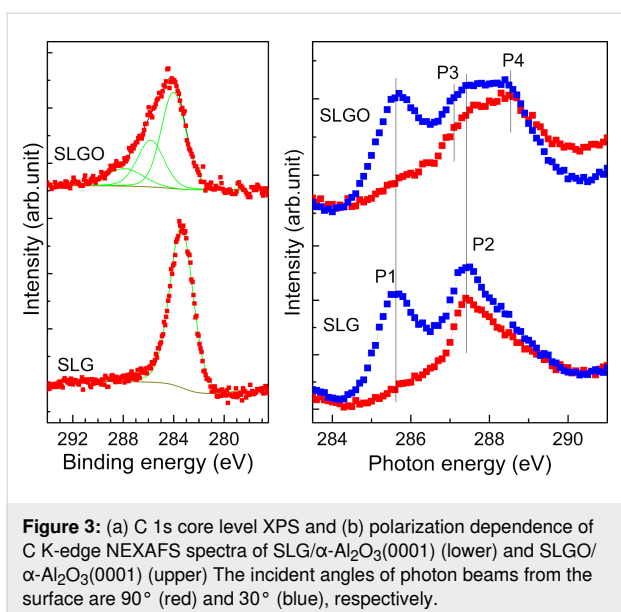 SLGO
SLG
Intensity (arb.unit)
292 288 284 280
Binding energy (eV)
P3
P4
SLGO
P1
P2
SLG
Intensity (arb.unit)
284 286 288 290
Photon energy (eV)
Figure 3: (a) C 1s core level XPS and (b) polarization dependence of
C K-edge NEXAFS spectra of SLG/α-Al₂O₃(0001) (lower) and SLGO/
α-Al₂O₃(0001) (upper) The incident angles of photon beams from the
surface are 90° (red) and 30° (blue), respectively.